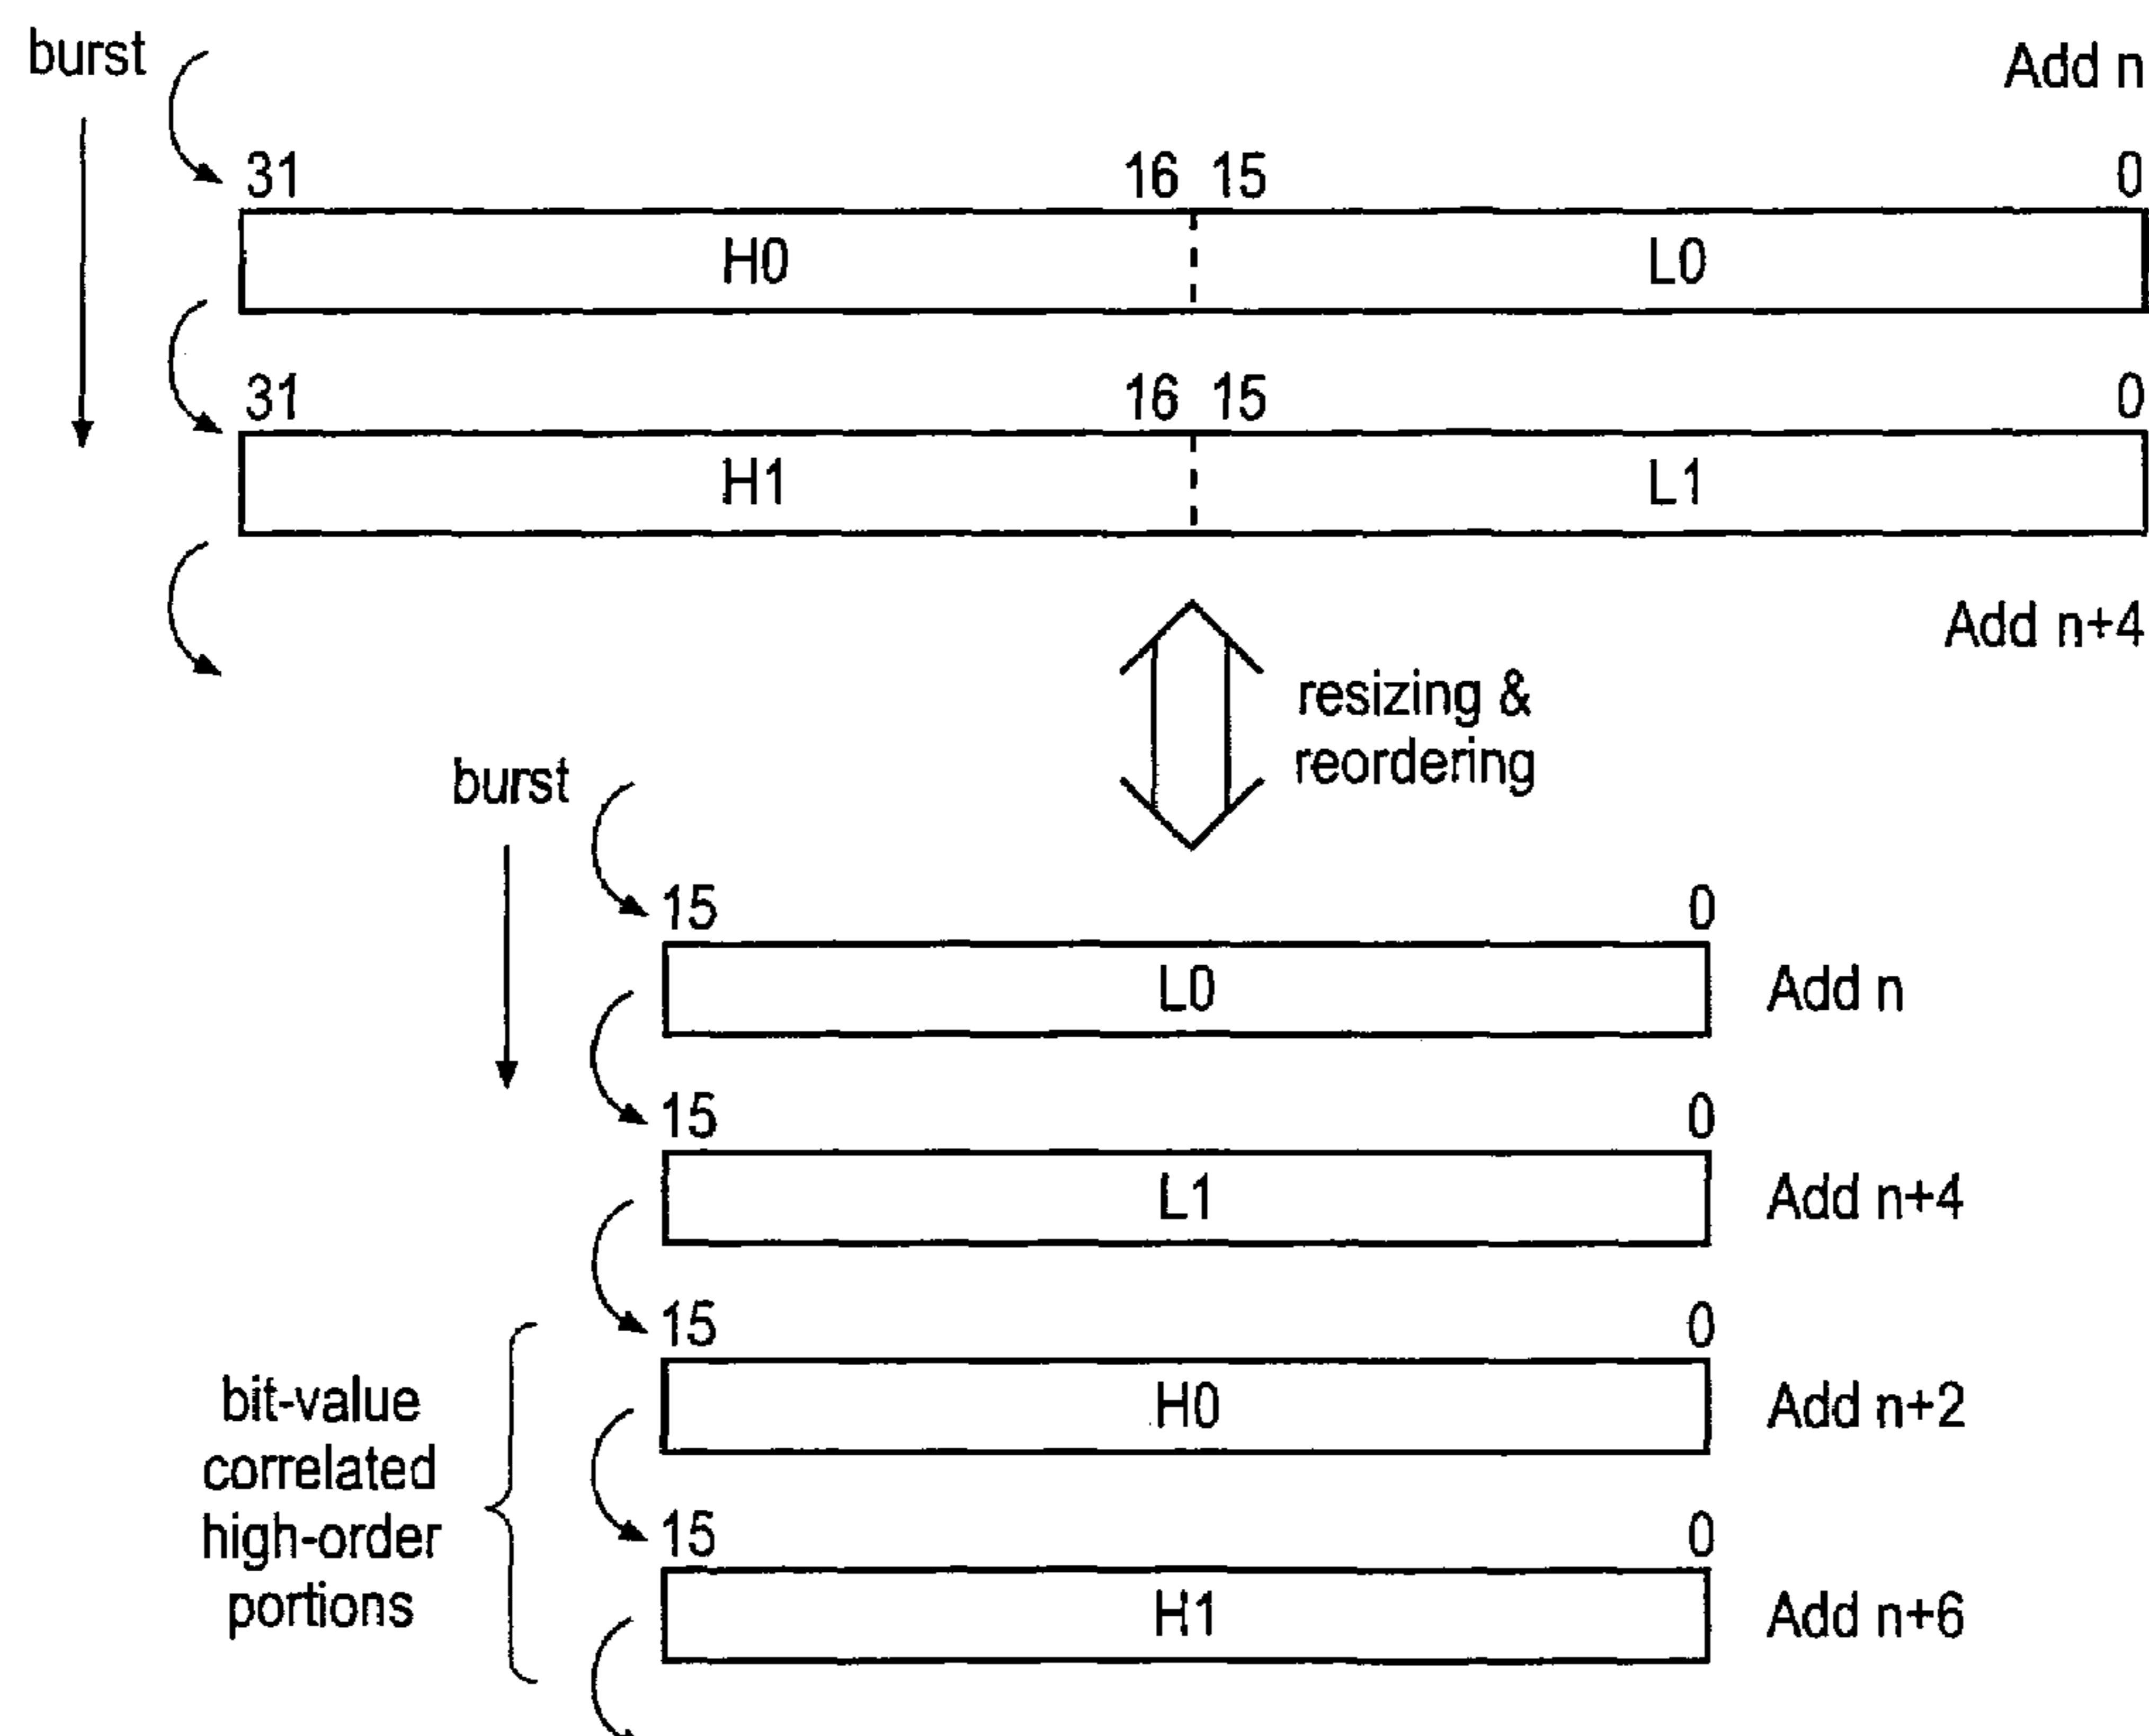 burst
Add n
31 16 15 0
H0 L0
31 16 15 0
H1 L1
Add n+4
resizing &
reordering
burst
15 0
L0 Add n
15 0
L1 Add n+4
15 0
H0 Add n+2
bit-value
correlated
high-order
portions
15 0
H1 Add n+6